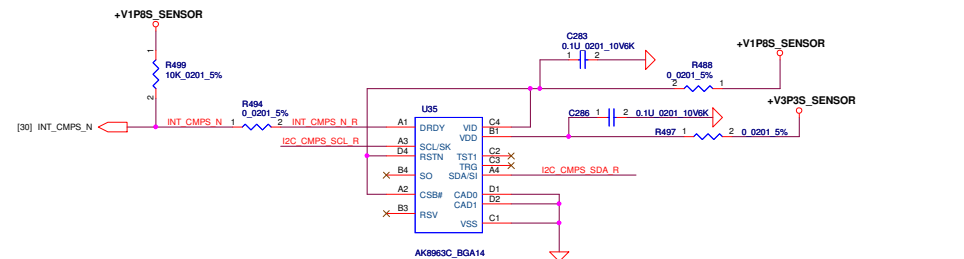 +V1P8S_SENSOR
C283
0.1U_0201_10V6K
1 2
+V1P8S_SENSOR
1
R499
10K_0201_5%
2
R488
0_0201_5%
2 1
+V3P3S_SENSOR
R494
0_0201_5%
U35
C286 1 2 0.1U_0201_10V6K
[30] INT_CMPS_N
INT_CMPS_N 1 2 INT_CMPS_N_R
A1 DRDY
VID C4
VDD B1
R497 1 2 0_0201_5%
I2C_CMPS_SCL_R
A3 SCL/SK
D4 RSTN
TST1 C2
TRG C3
B4 SO
SDA/SI A4
I2C_CMPS_SDA_R
A2 CSB#
CAD0 D1
CAD1 D2
B3 RSV
VSS C1
AK8963C_BGA14